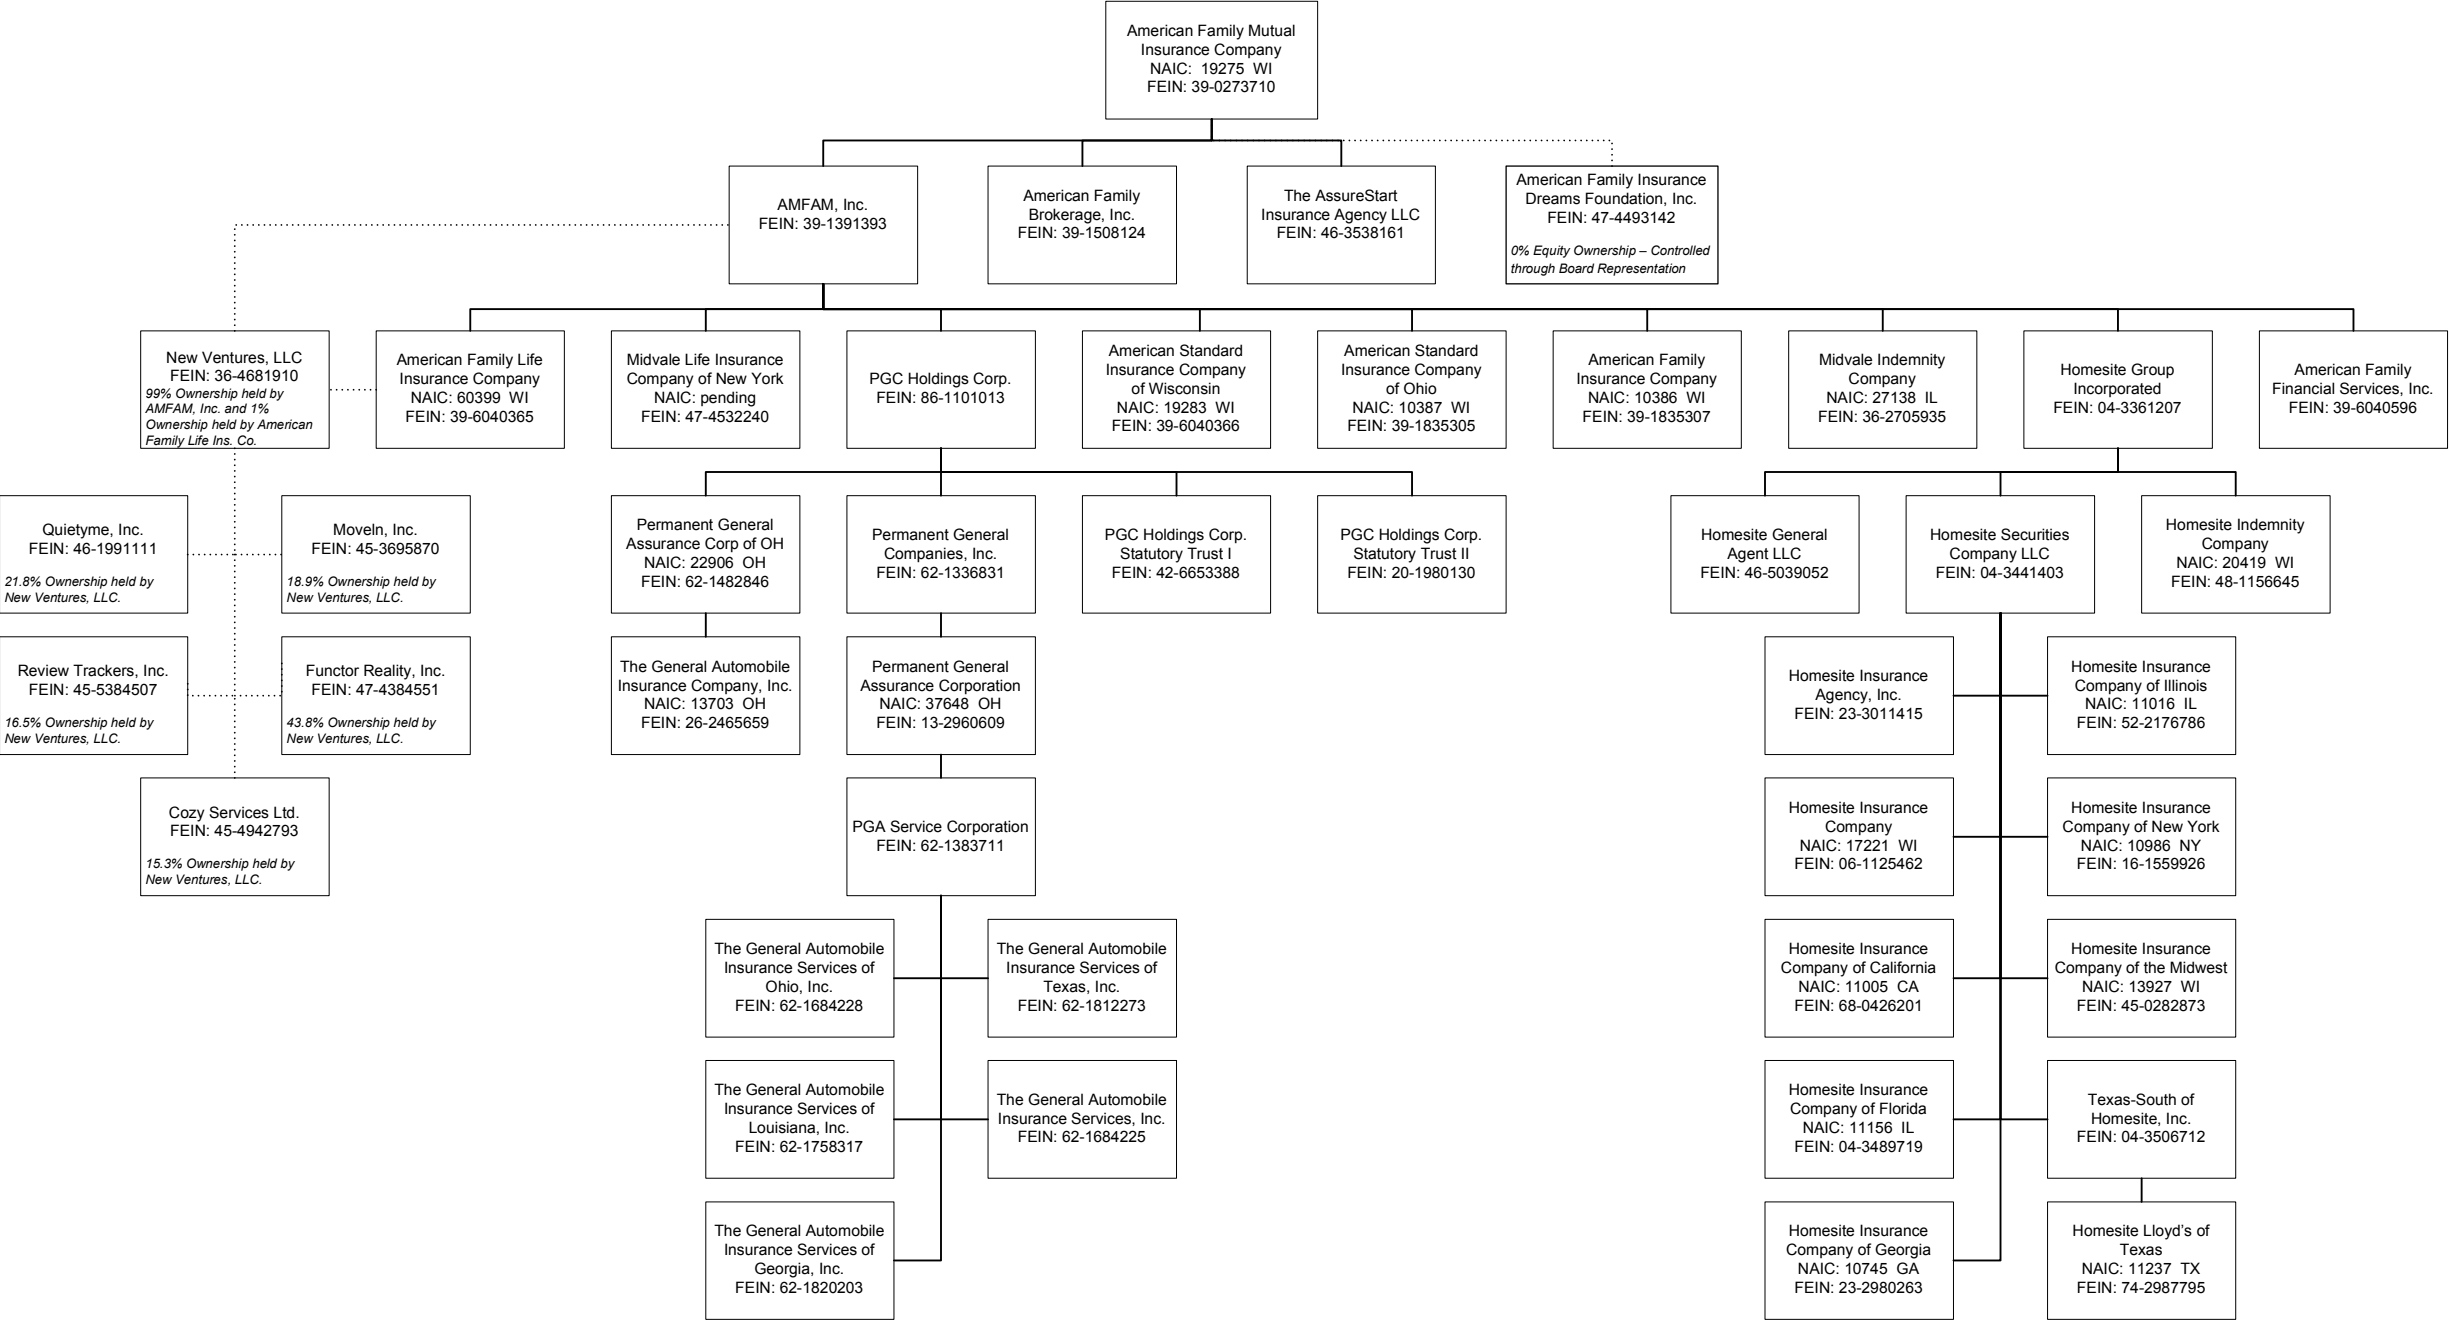 American Family Mutual
Insurance Company
NAIC: 19275 WI
FEIN: 39-0273710
AMFAM, Inc.
FEIN: 39-1391393
American Family
Brokerage, Inc.
FEIN: 39-1508124
The AssureStart
Insurance Agency LLC
FEIN: 46-3538161
American Family Insurance
Dreams Foundation, Inc.
FEIN: 47-4493142
0% Equity Ownership – Controlled
through Board Representation
New Ventures, LLC
FEIN: 36-4681910
99% Ownership held by
AMFAM, Inc. and 1%
Ownership held by American
Family Life Ins. Co.
American Family Life
Insurance Company
NAIC: 60399 WI
FEIN: 39-6040365
Midvale Life Insurance
Company of New York
NAIC: pending
FEIN: 47-4532240
PGC Holdings Corp.
FEIN: 86-1101013
American Standard
Insurance Company
of Wisconsin
NAIC: 19283 WI
FEIN: 39-6040366
American Standard
Insurance Company
of Ohio
NAIC: 10387 WI
FEIN: 39-1835305
American Family
Insurance Company
NAIC: 10386 WI
FEIN: 39-1835307
Midvale Indemnity
Company
NAIC: 27138 IL
FEIN: 36-2705935
Homesite Group
Incorporated
FEIN: 04-3361207
American Family
Financial Services, Inc.
FEIN: 39-6040596
Quietyme, Inc.
FEIN: 46-1991111
21.8% Ownership held by
New Ventures, LLC.
MoveIn, Inc.
FEIN: 45-3695870
18.9% Ownership held by
New Ventures, LLC.
Permanent General
Assurance Corp of OH
NAIC: 22906 OH
FEIN: 62-1482846
Permanent General
Companies, Inc.
FEIN: 62-1336831
PGC Holdings Corp.
Statutory Trust I
FEIN: 42-6653388
PGC Holdings Corp.
Statutory Trust II
FEIN: 20-1980130
Homesite General
Agent LLC
FEIN: 46-5039052
Homesite Securities
Company LLC
FEIN: 04-3441403
Homesite Indemnity
Company
NAIC: 20419 WI
FEIN: 48-1156645
Review Trackers, Inc.
FEIN: 45-5384507
16.5% Ownership held by
New Ventures, LLC.
Functor Reality, Inc.
FEIN: 47-4384551
43.8% Ownership held by
New Ventures, LLC.
The General Automobile
Insurance Company, Inc.
NAIC: 13703 OH
FEIN: 26-2465659
Permanent General
Assurance Corporation
NAIC: 37648 OH
FEIN: 13-2960609
Homesite Insurance
Agency, Inc.
FEIN: 23-3011415
Homesite Insurance
Company of Illinois
NAIC: 11016 IL
FEIN: 52-2176786
Cozy Services Ltd.
FEIN: 45-4942793
15.3% Ownership held by
New Ventures, LLC.
PGA Service Corporation
FEIN: 62-1383711
Homesite Insurance
Company
NAIC: 17221 WI
FEIN: 06-1125462
Homesite Insurance
Company of New York
NAIC: 10986 NY
FEIN: 16-1559926
The General Automobile
Insurance Services of
Ohio, Inc.
FEIN: 62-1684228
The General Automobile
Insurance Services of
Texas, Inc.
FEIN: 62-1812273
Homesite Insurance
Company of California
NAIC: 11005 CA
FEIN: 68-0426201
Homesite Insurance
Company of the Midwest
NAIC: 13927 WI
FEIN: 45-0282873
The General Automobile
Insurance Services of
Louisiana, Inc.
FEIN: 62-1758317
The General Automobile
Insurance Services, Inc.
FEIN: 62-1684225
Homesite Insurance
Company of Florida
NAIC: 11156 IL
FEIN: 04-3489719
Texas-South of
Homesite, Inc.
FEIN: 04-3506712
The General Automobile
Insurance Services of
Georgia, Inc.
FEIN: 62-1820203
Homesite Insurance
Company of Georgia
NAIC: 10745 GA
FEIN: 23-2980263
Homesite Lloyd’s of
Texas
NAIC: 11237 TX
FEIN: 74-2987795